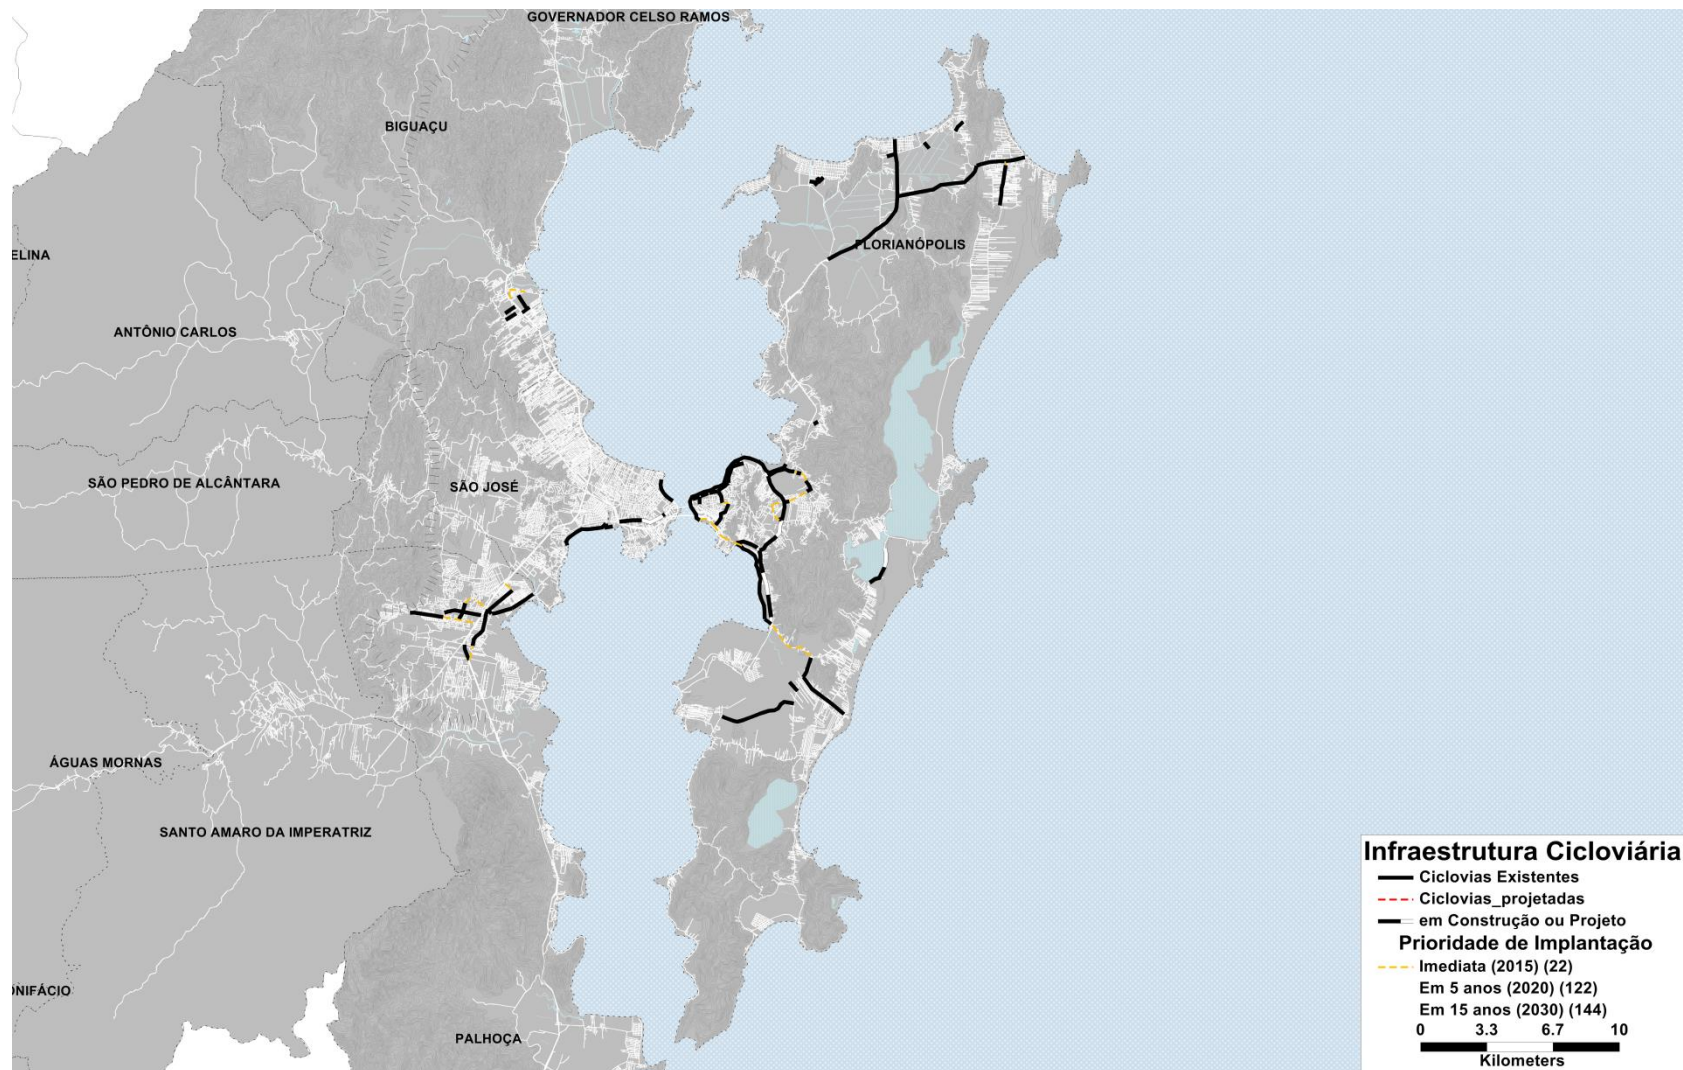 GOVERNADOR CELSO RAMOS
BIGUAÇU
FLORIANÓPOLIS
ELINA
ANTÔNIO CARLOS
SÃO PEDRO DE ALCÂNTARA
SÃO JOSÉ
ÁGUAS MORNAS
SANTO AMARO DA IMPERATRIZ
ONIFÁCIO
PALHOÇA
Infraestrutura Cicloviária
Ciclovias Existentes
Ciclovias_projetadas
em Construção ou Projeto
Prioridade de Implantação
Imediata (2015) (22)
Em 5 anos (2020) (122)
Em 15 anos (2030) (144)
0 3.3 6.7 10
Kilometers